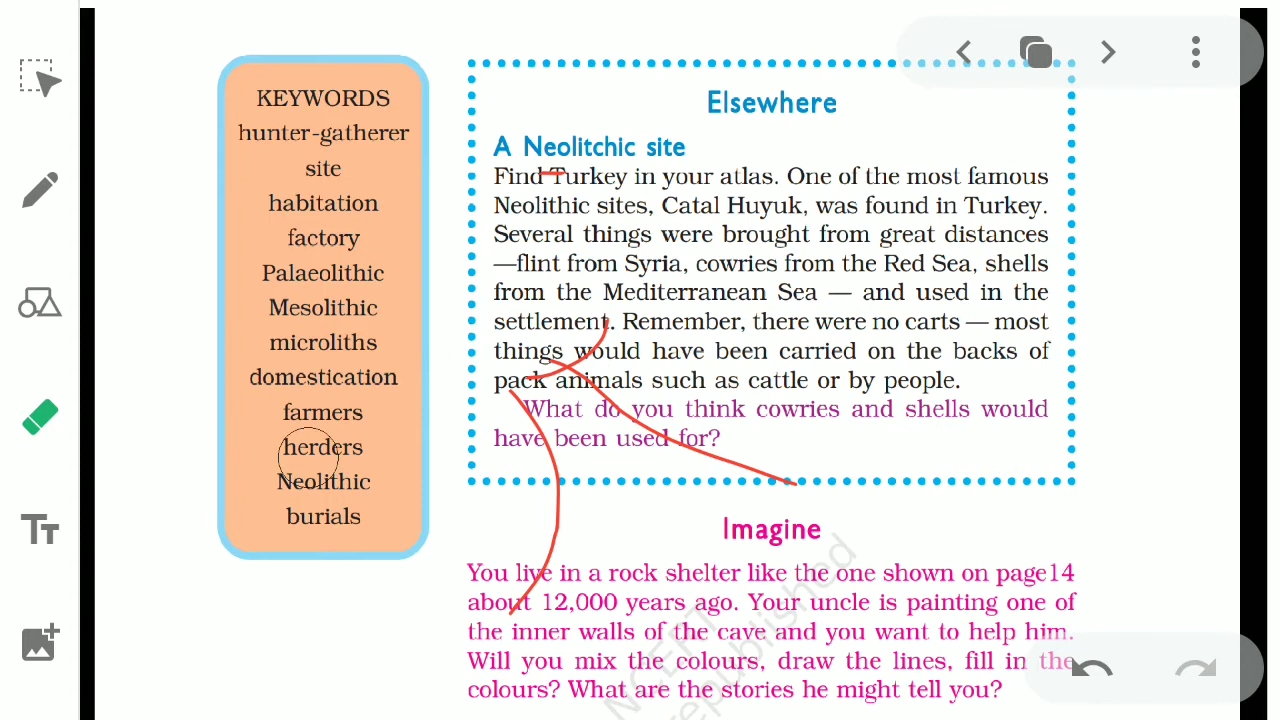 KEYWORDS
hunter-gatherer
site
habitation
factory
Palaeolithic
Mesolithic
microliths
domestication
farmers
herders
Neolithic
burials
Elsewhere
A Neolitchic site
Find Turkey in your atlas. One of the most famous
Neolithic sites, Catal Huyuk, was found in Turkey.
Several things were brought from great distances
—flint from Syria, cowries from the Red Sea, shells
from the Mediterranean Sea — and used in the
settlement. Remember, there were no carts — most
things would have been carried on the backs of
pack animals such as cattle or by people.
What do you think cowries and shells would
have been used for?
Imagine
You live in a rock shelter like the one shown on page14
about 12,000 years ago. Your uncle is painting one of
the inner walls of the cave and you want to help him.
Will you mix the colours, draw the lines, fill in the
colours? What are the stories he might tell you?
NCERT
republished
Tт